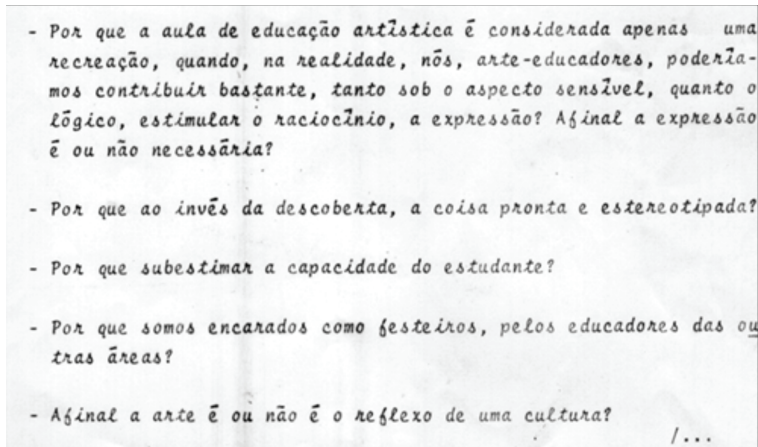 - Por que a aula de educação artística é considerada apenas uma
recreação, quando, na realidade, nós, arte-educadores, podería-
mos contribuir bastante, tanto sob o aspecto sensível, quanto o
lógico, estimular o raciocínio, a expressão? Afinal a expressão
é ou não necessária?
- Por que ao invés da descoberta, a coisa pronta e estereotipada?
- Por que subestimar a capacidade do estudante?
- Por que somos encarados como festeiros, pelos educadores das ou
tras áreas?
- Afinal a arte é ou não é o reflexo de uma cultura?
/...